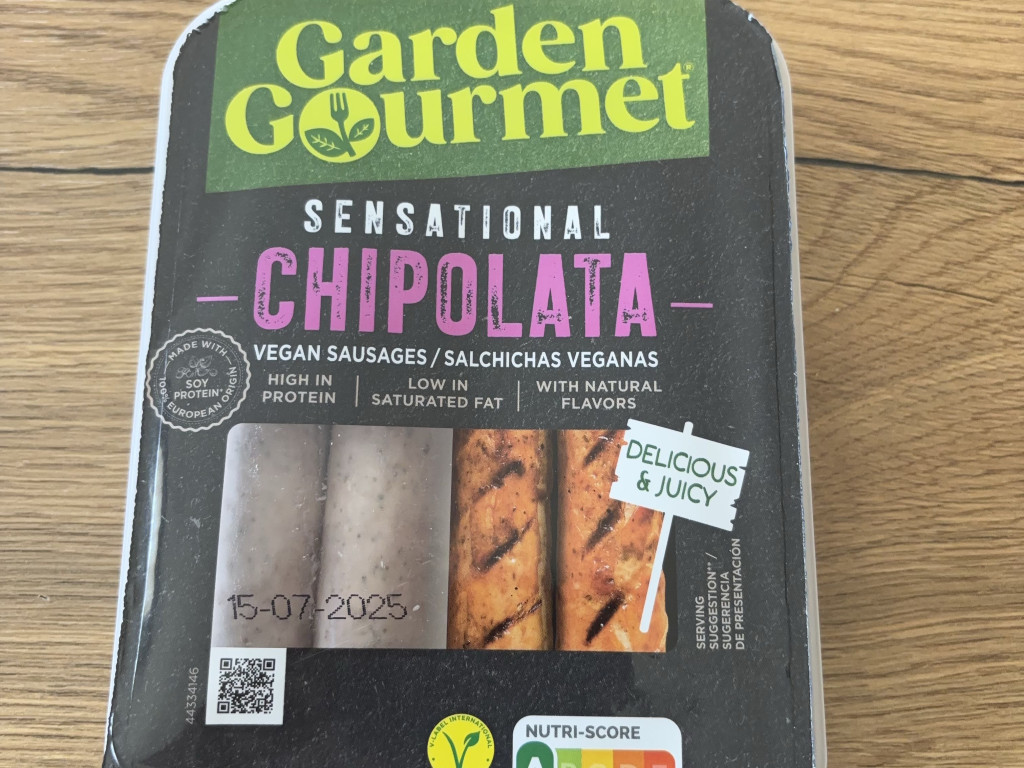 Garden
Gourmet®
SENSATIONAL
CHIPOLATA
VEGAN SAUSAGES / SALCHICHAS VEGANAS
MADE WITH
SOY
PROTEIN*
100% EUROPEAN ORIGIN
HIGH IN
PROTEIN
LOW IN
SATURATED FAT
WITH NATURAL
FLAVORS
DELICIOUS
& JUICY
SERVING
SUGGESTION** /
SUGERENCIA
DE PRESENTACIÓN
15-07-2025
44334146
V-LABEL INTERNATIONAL
NUTRI-SCORE
A B C D E